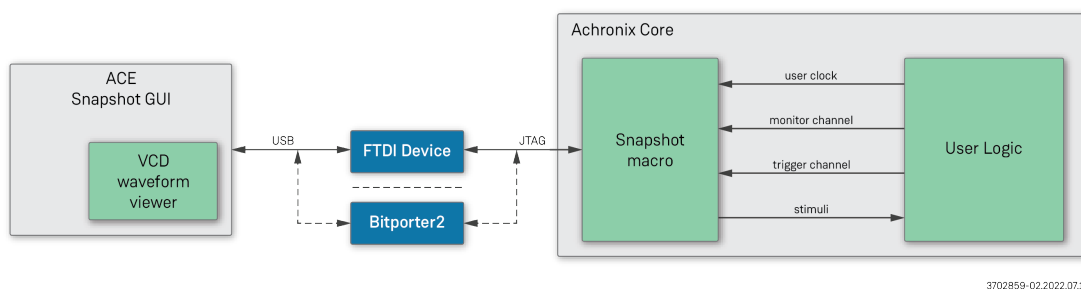 Achronix Core
ACE
Snapshot GUI
VCD
waveform
viewer
USB
FTDI Device
Bitporter2
JTAG
Snapshot
macro
user clock
monitor channel
trigger channel
stimuli
User Logic